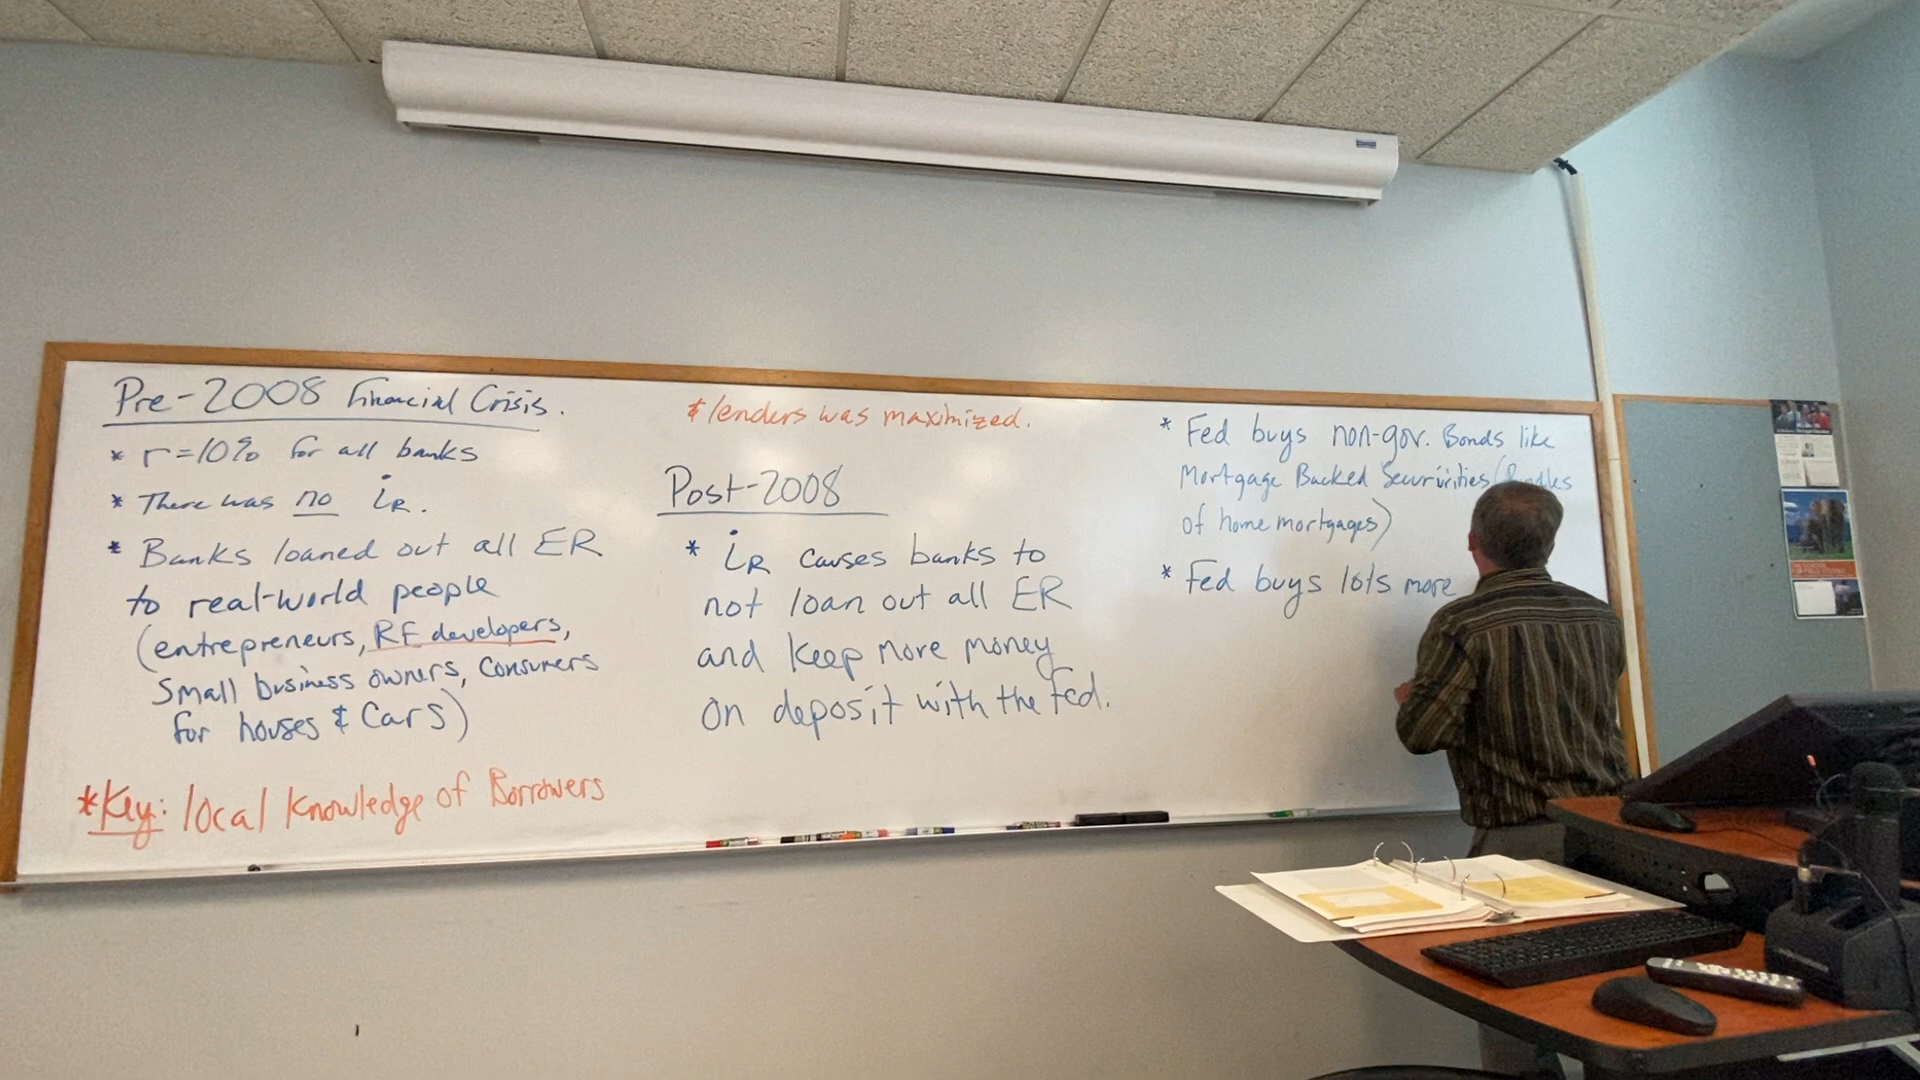 Pre-2008 Financial Crisis.
* r=10% for all banks
* There was no iR.
* Banks loaned out all ER
to real-world people
(entrepreneurs, RE developers,
small business owners, consumers
for houses & cars)
*Key: local knowledge of Borrowers
& lenders was maximized.
Post-2008
* iR causes banks to
not loan out all ER
and keep more money
on deposit with the Fed.
* Fed buys non-gov. Bonds like
Mortgage Backed Securities (Bundles
of home mortgages)
* Fed buys lots more